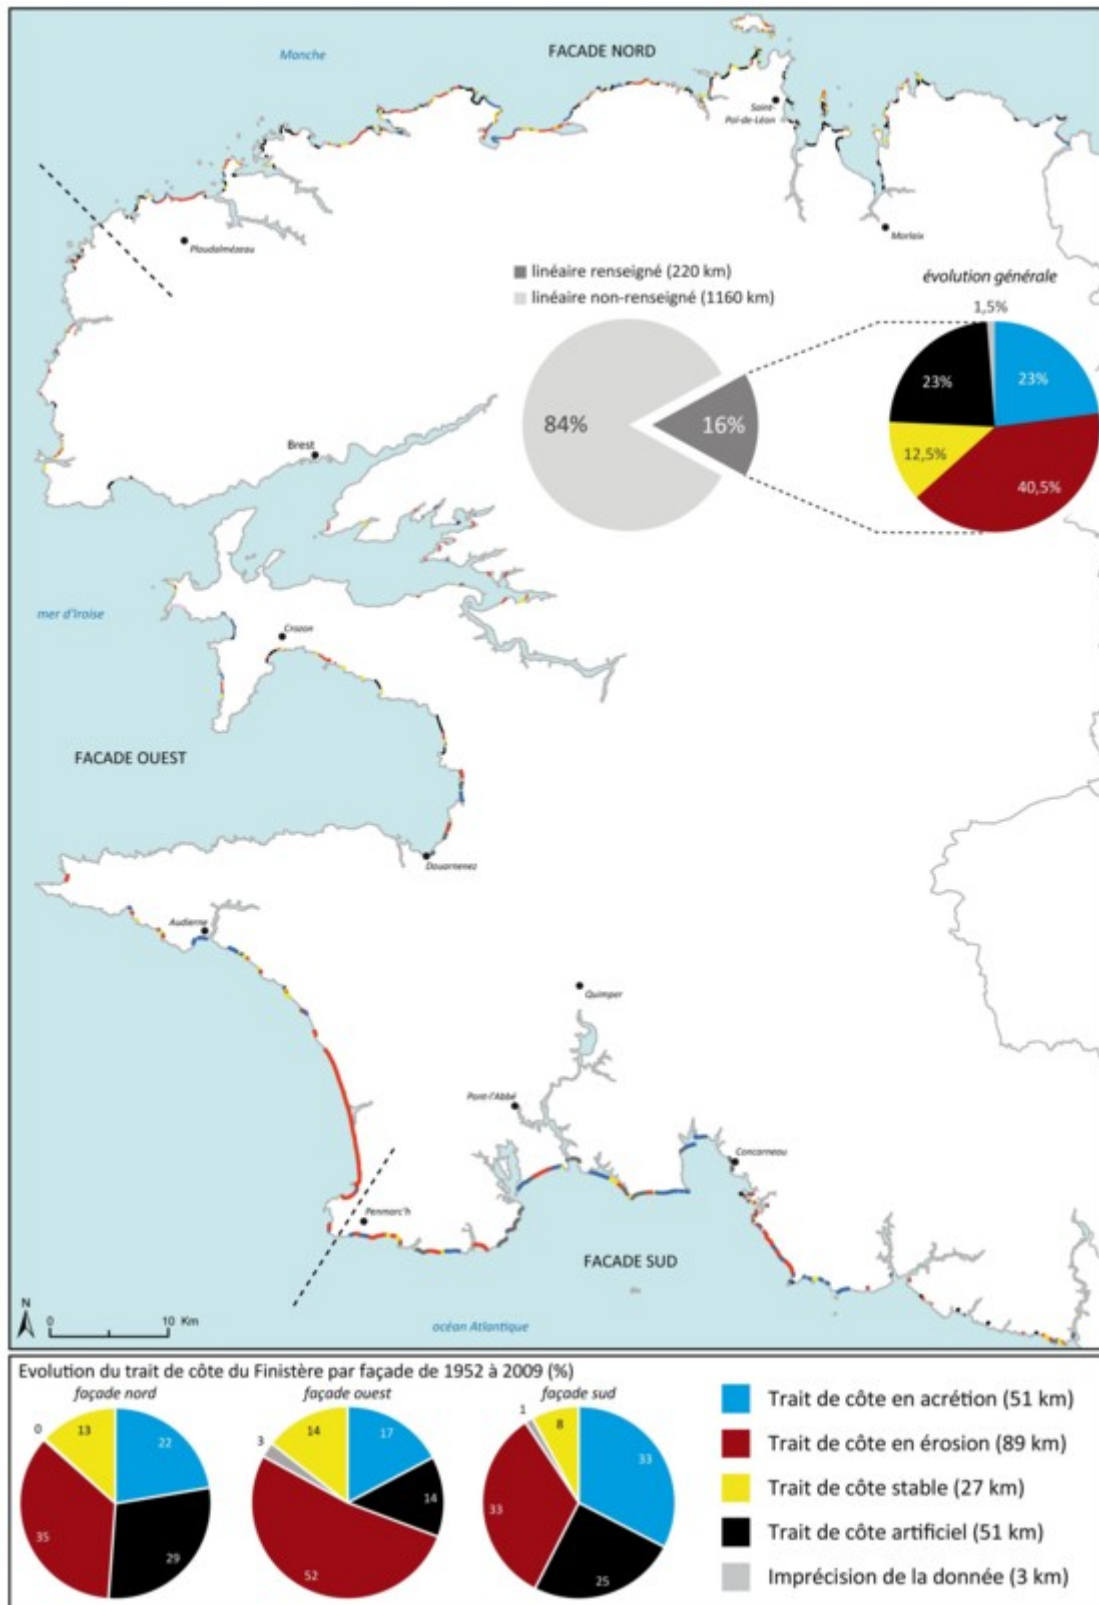 Manche
FACADE NORD
Saint-
Pol-de-Léon
Ploudalmézeau
Morlaix
linéaire renseigné (220 km)
linéaire non-renseigné (1160 km)
évolution générale
1,5%
23%
23%
84%
16%
12,5%
40,5%
Brest
mer d'Iroise
Crozon
FACADE OUEST
Douarnenez
Audierne
Quimper
Pont-l'Abbé
Concarneau
Penmarc'h
FACADE SUD
N
0
10 Km
océan Atlantique
Evolution du trait de côte du Finistère par façade de 1952 à 2009 (%)
façade nord
0
13
22
35
29
façade ouest
3
14
17
14
52
façade sud
1
8
33
33
25
Trait de côte en acrétion (51 km)
Trait de côte en érosion (89 km)
Trait de côte stable (27 km)
Trait de côte artificiel (51 km)
Imprécision de la donnée (3 km)